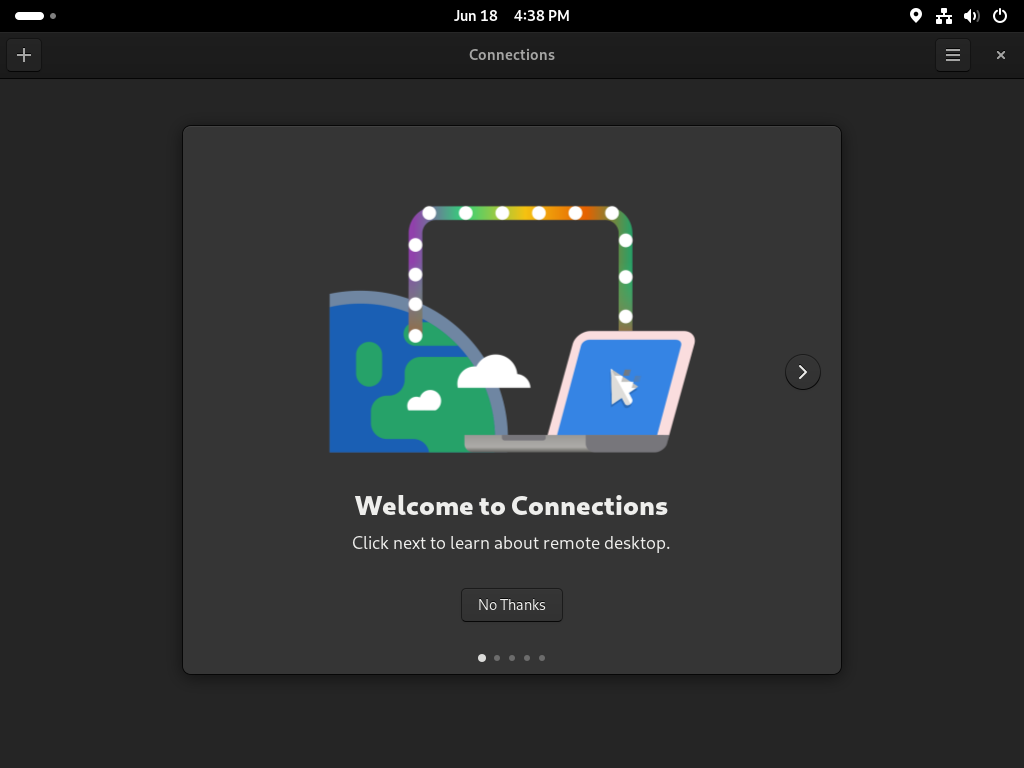 Jun 18 4:38 PM
Connections
Welcome to Connections
Click next to learn about remote desktop.
No Thanks